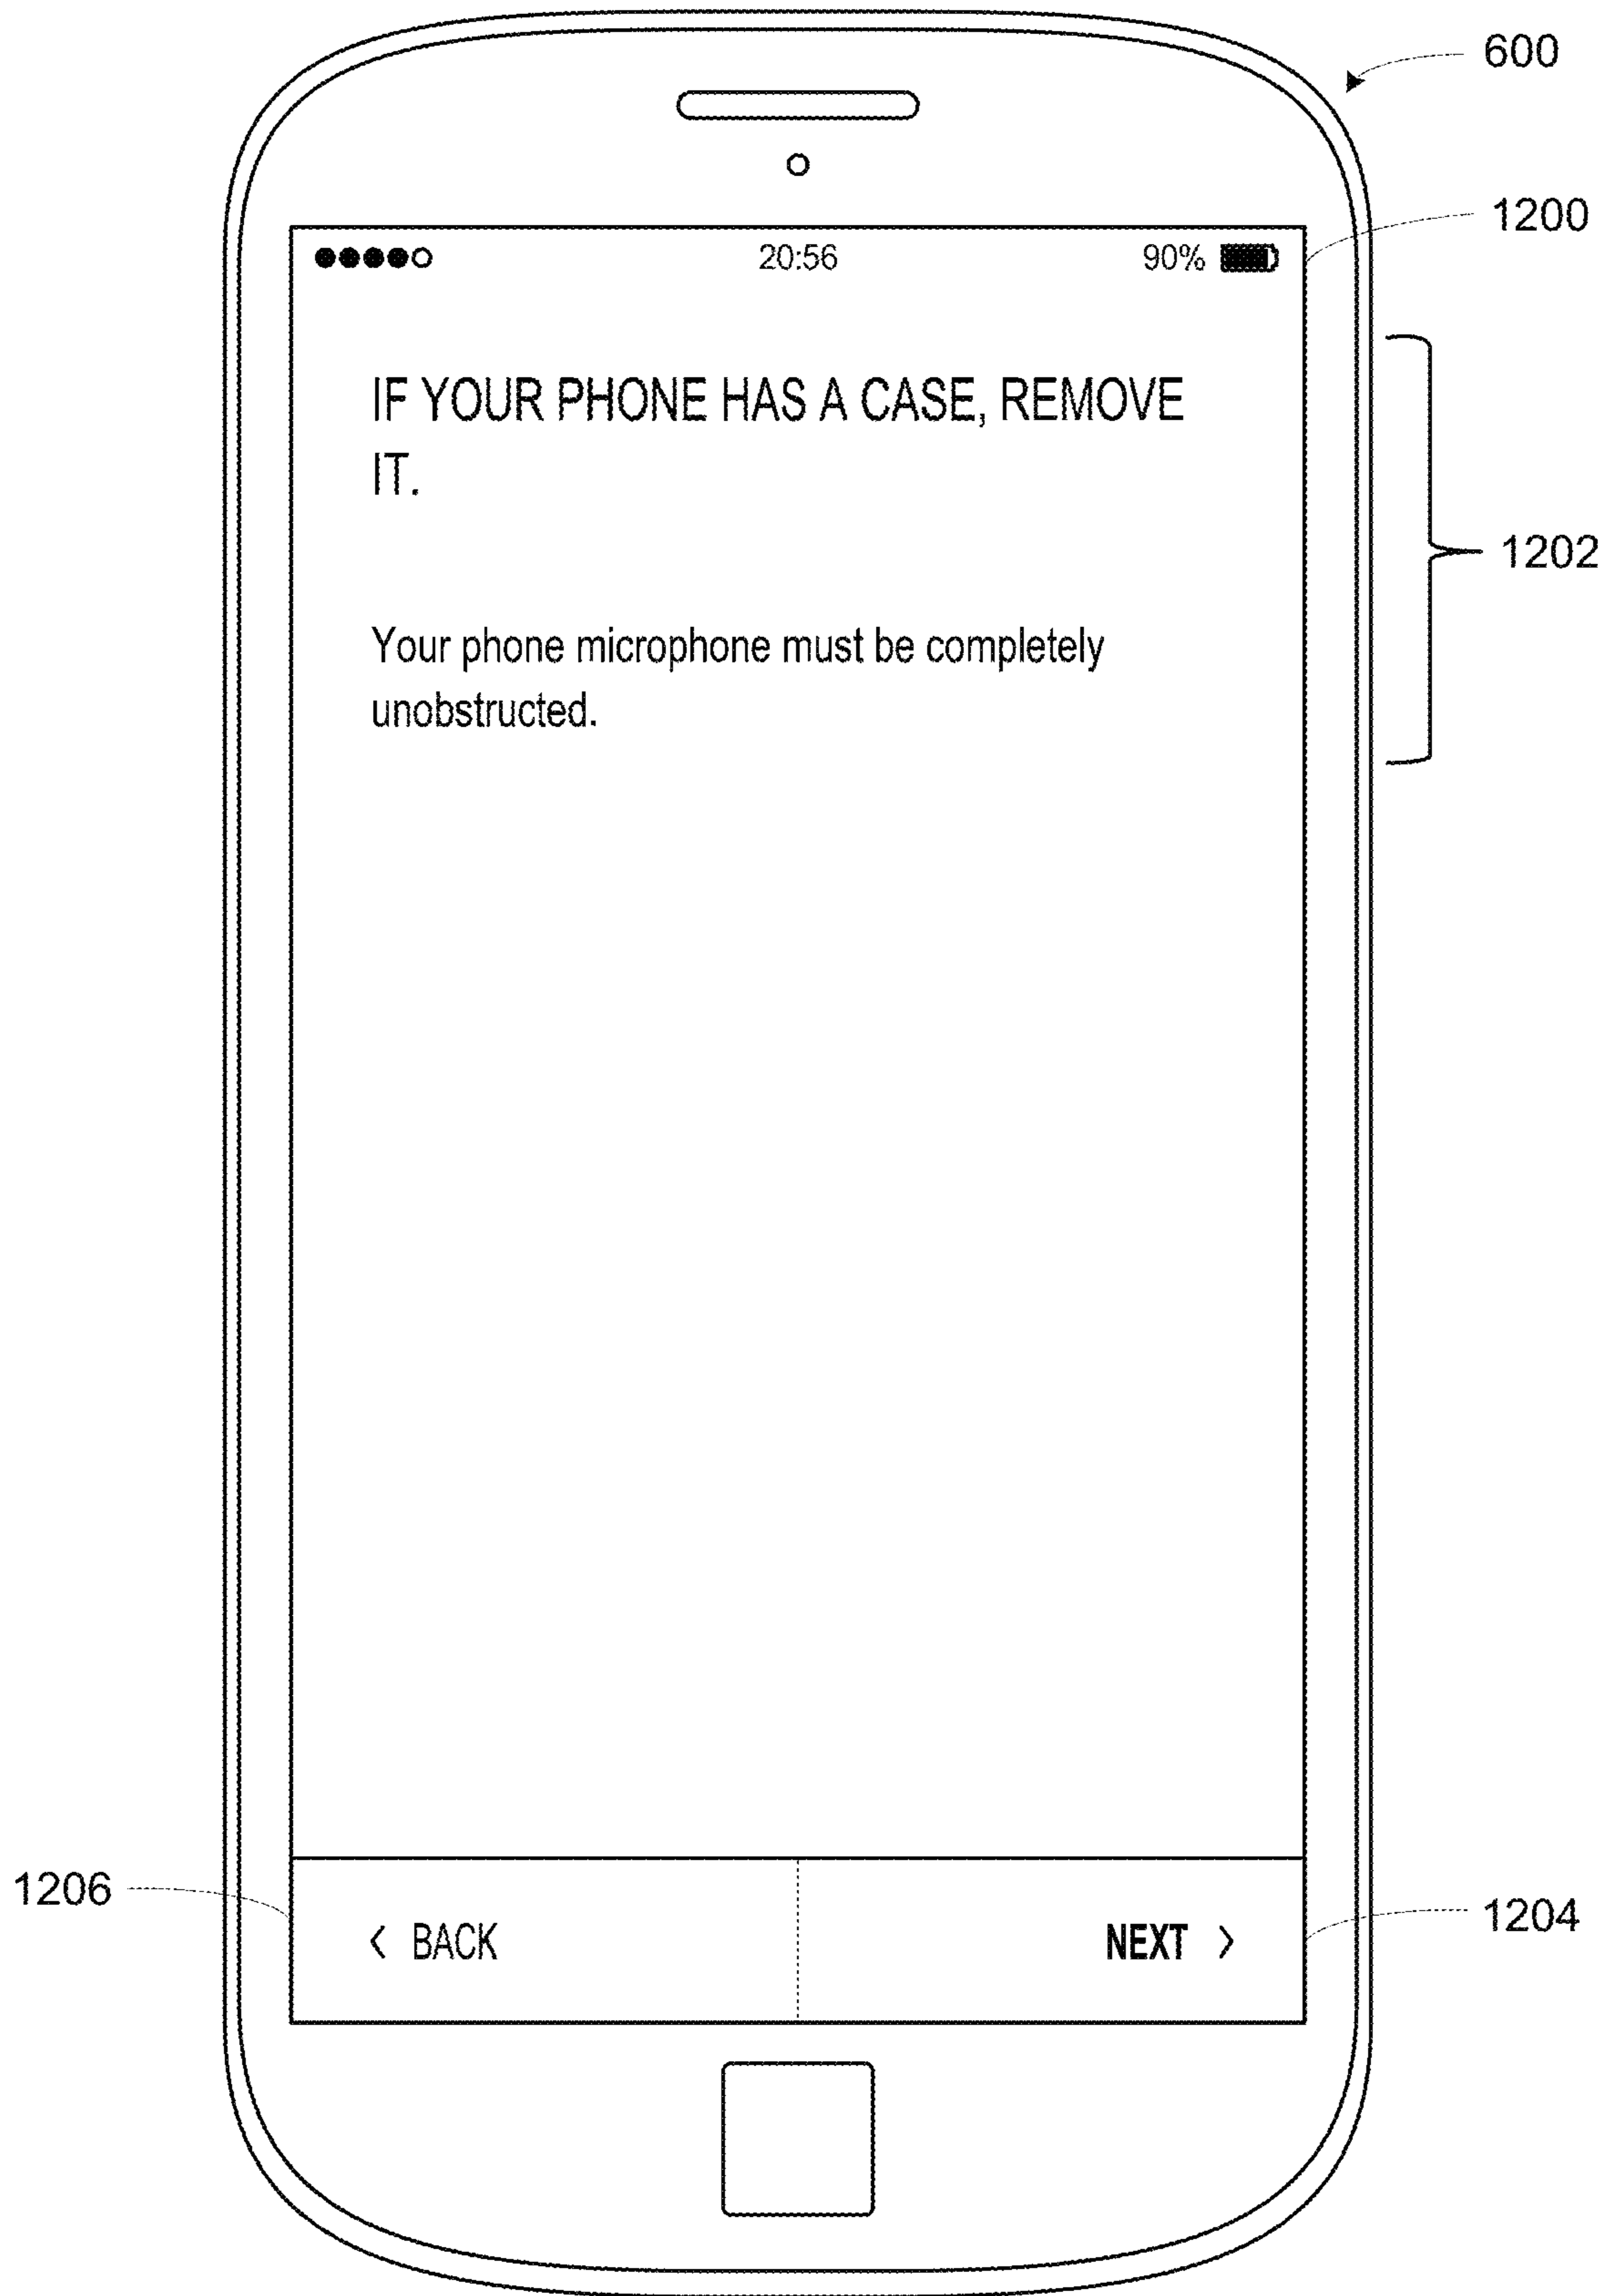 600
1200
20:56 90%
IF YOUR PHONE HAS A CASE, REMOVE
IT.
1202
Your phone microphone must be completely
unobstructed.
1206
< BACK NEXT >
1204